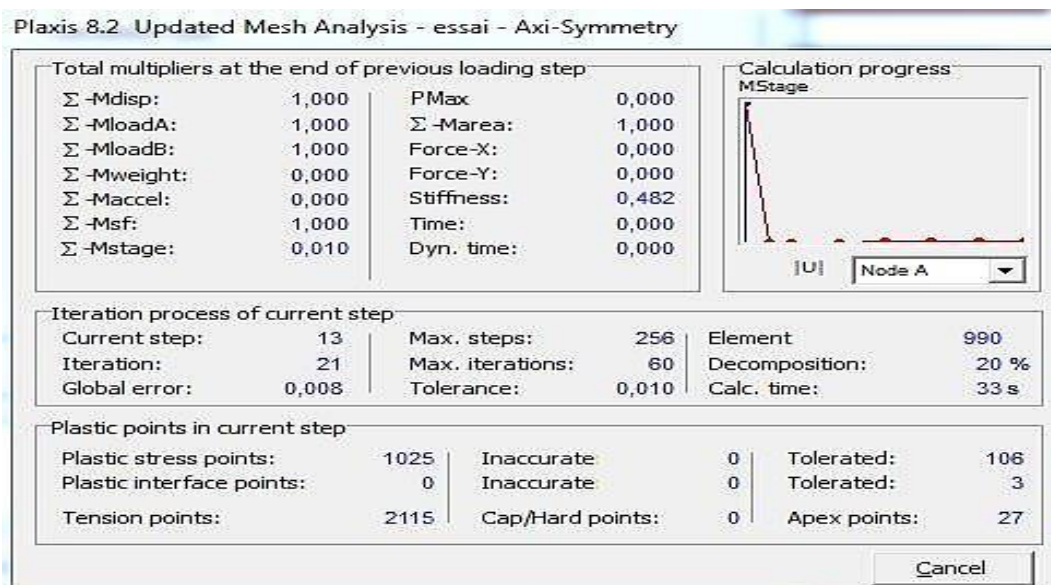 Plaxis 8.2 Updated Mesh Analysis - essai - Axi-Symmetry
Total multipliers at the end of previous loading step
Σ -Mdisp: 1,000 PMax 0,000
Σ -MloadA: 1,000 Σ -Marea: 1,000
Σ -MloadB: 1,000 Force-X: 0,000
Σ -Mweight: 0,000 Force-Y: 0,000
Σ -Maccel: 0,000 Stiffness: 0,482
Σ -Msf: 1,000 Time: 0,000
Σ -Mstage: 0,010 Dyn. time: 0,000
Calculation progress
MStage
|U| Node A
Iteration process of current step
Current step: 13 Max. steps: 256 Element 990
Iteration: 21 Max. iterations: 60 Decomposition: 20 %
Global error: 0,008 Tolerance: 0,010 Calc. time: 33 s
Plastic points in current step
Plastic stress points: 1025 Inaccurate 0 Tolerated: 106
Plastic interface points: 0 Inaccurate 0 Tolerated: 3
Tension points: 2115 Cap/Hard points: 0 Apex points: 27
Cancel